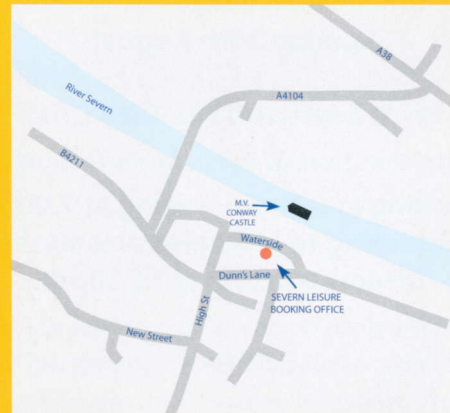 A38
A4104
River Severn
B4211
M.V.
CONWAY
CASTLE
Waterside
Dunn's Lane
SEVERN LEISURE
BOOKING OFFICE
High St
New Street